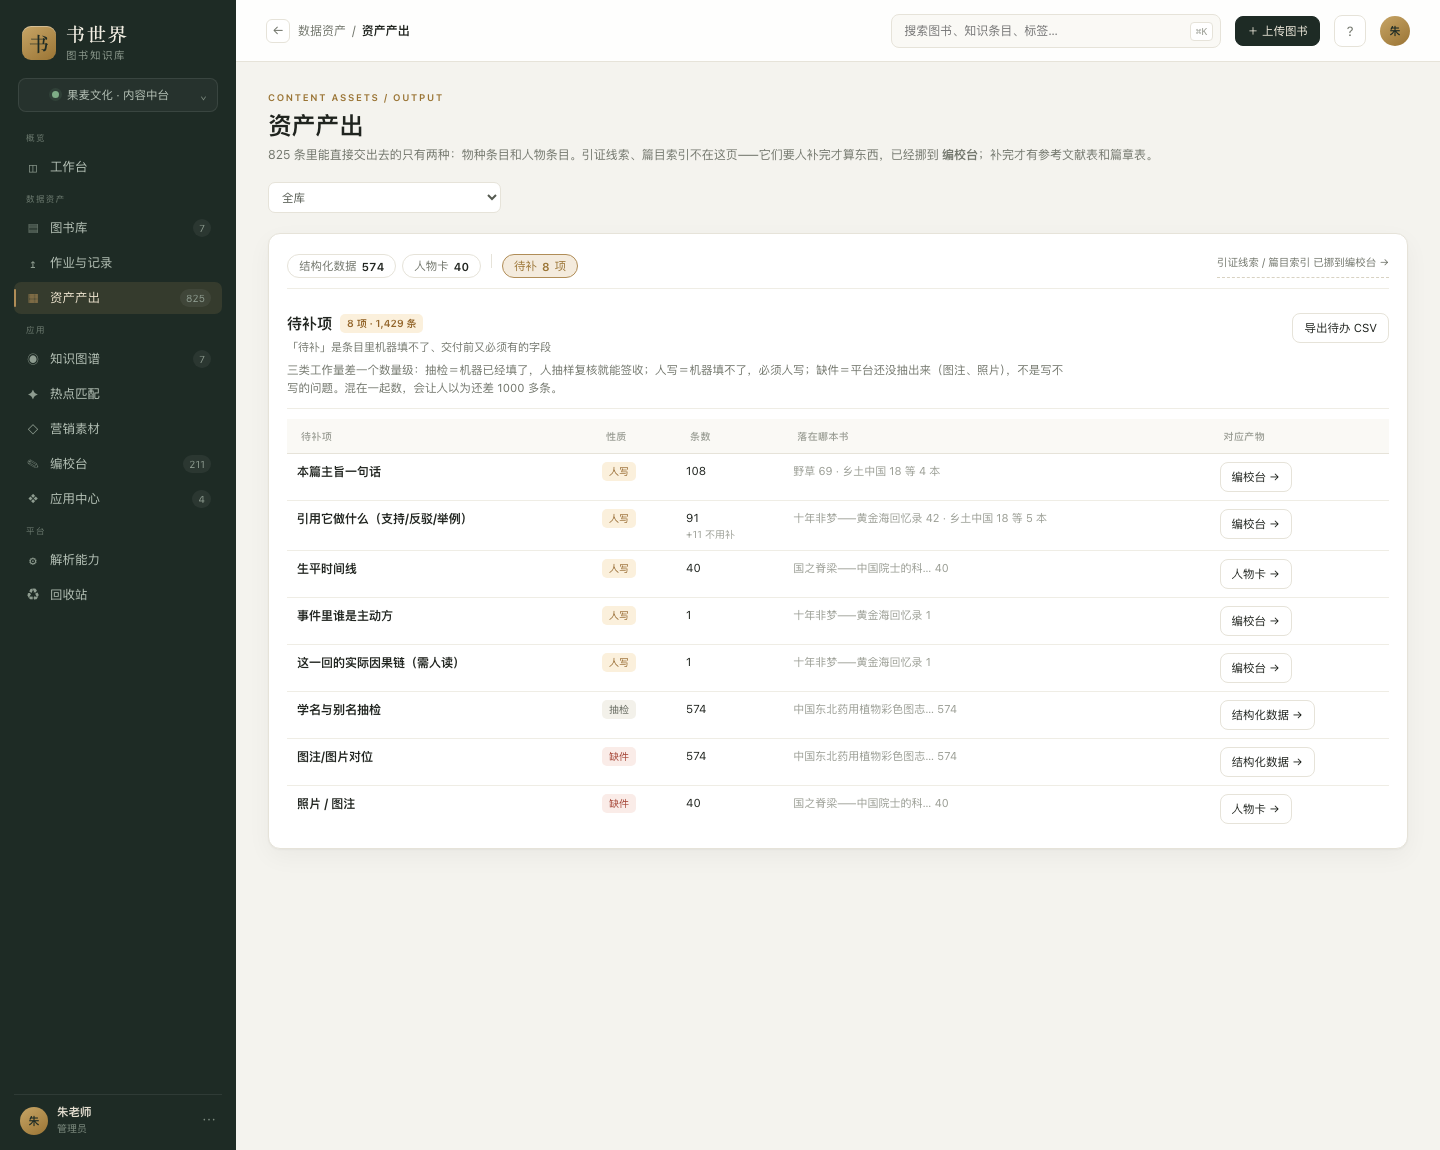 书
书世界
图书知识库
果麦文化 · 内容中台
概览
工作台
数据资产
图书库 7
作业与记录
资产产出 825
应用
知识图谱 7
热点匹配
营销素材
编校台 211
应用中心 4
平台
解析能力
回收站
朱
朱老师
管理员
← 数据资产 / 资产产出
搜索图书、知识条目、标签... ⌘K
+ 上传图书
?
朱
CONTENT ASSETS / OUTPUT
资产产出
825 条里能直接交出去的只有两种：物种条目和人物条目。引证线索、篇目索引不在这页——它们要人补完才算东西，已经挪到 编校台；补完才有参考文献表和篇章表。
全库
结构化数据 574
人物卡 40
待补 8 项
引证线索 / 篇目索引 已挪到编校台 →
待补项 8 项 · 1,429 条
导出待办 CSV
「待补」是条目里机器填不了、交付前又必须有的字段
三类工作量差一个数量级：抽检＝机器已经填了，人抽样复核就能签收；人写＝机器填不了，必须人写；缺件＝平台还没抽出来（图注、照片），不是写不
写的问题。混在一起数，会让人以为还差 1000 多条。
待补项 性质 条数 落在哪本书 对应产物
本篇主旨一句话 人写 108 野草 69 · 乡土中国 18 等 4 本 编校台 →
引用它做什么（支持/反驳/举例） 人写 91 十年非梦——黄金海回忆录 42 · 乡土中国 18 等 5 本 编校台 →
+11 不用补
生平时间线 人写 40 国之脊梁——中国院士的科... 40 人物卡 →
事件里谁是主动方 人写 1 十年非梦——黄金海回忆录 1 编校台 →
这一回的实际因果链（需人读） 人写 1 十年非梦——黄金海回忆录 1 编校台 →
学名与别名抽检 抽检 574 中国东北药用植物彩色图志... 574 结构化数据 →
图注/图片对位 缺件 574 中国东北药用植物彩色图志... 574 结构化数据 →
照片 / 图注 缺件 40 国之脊梁——中国院士的科... 40 人物卡 →